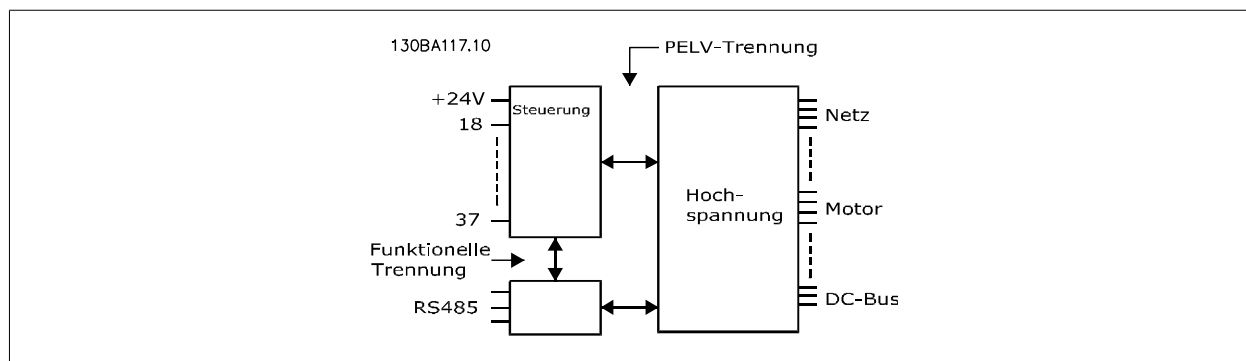 130BA117.10
PELV-Trennung
+24V
Steuerung
18
37
Hoch-
spannung
Netz
Motor
DC-Bus
Funktionelle
Trennung
RS485